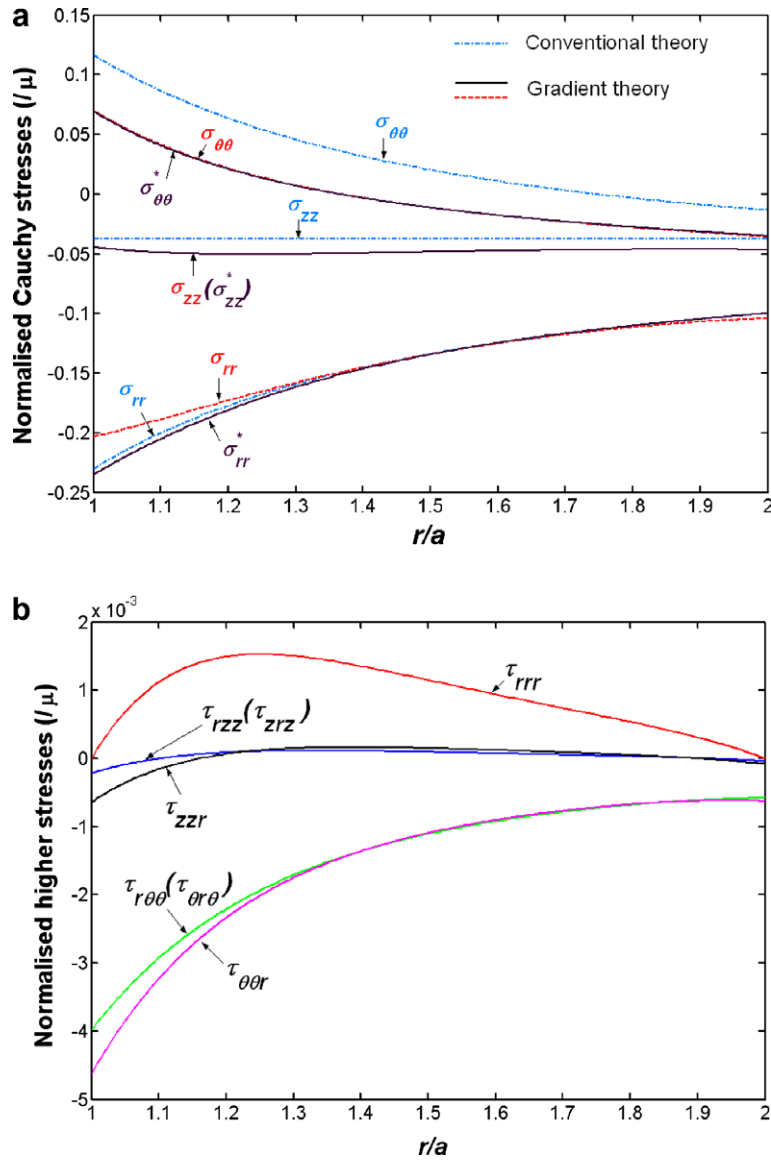 a
Normalised Cauchy stresses (/μ)
0.15
0.1
0.05
0
-0.05
-0.1
-0.15
-0.2
-0.25
Conventional theory
Gradient theory
σθθ
σθθ
σ*θθ
σzz
σzz(σ*zz)
σrr
σrr
σ*rr
1 1.1 1.2 1.3 1.4 1.5 1.6 1.7 1.8 1.9 2
r/a
b
x 10⁻³
Normalised higher stresses (/μ)
2
1
0
-1
-2
-3
-4
-5
τrrr
τrzz(τzrz)
τzzr
τrθθ(τθrθ)
τθθr
1 1.1 1.2 1.3 1.4 1.5 1.6 1.7 1.8 1.9 2
r/a